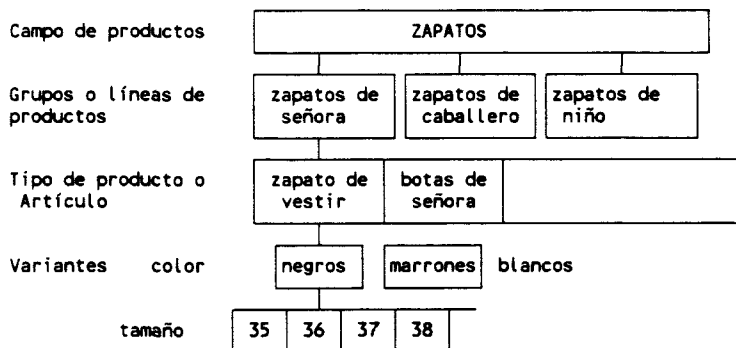 Campo de productos ZAPATOS
Grupos o líneas de productos
zapatos de señora
zapatos de caballero
zapatos de niño
Tipo de producto o Artículo
zapato de vestir
botas de señora
Variantes color negros marrones blancos
tamaño 35 36 37 38